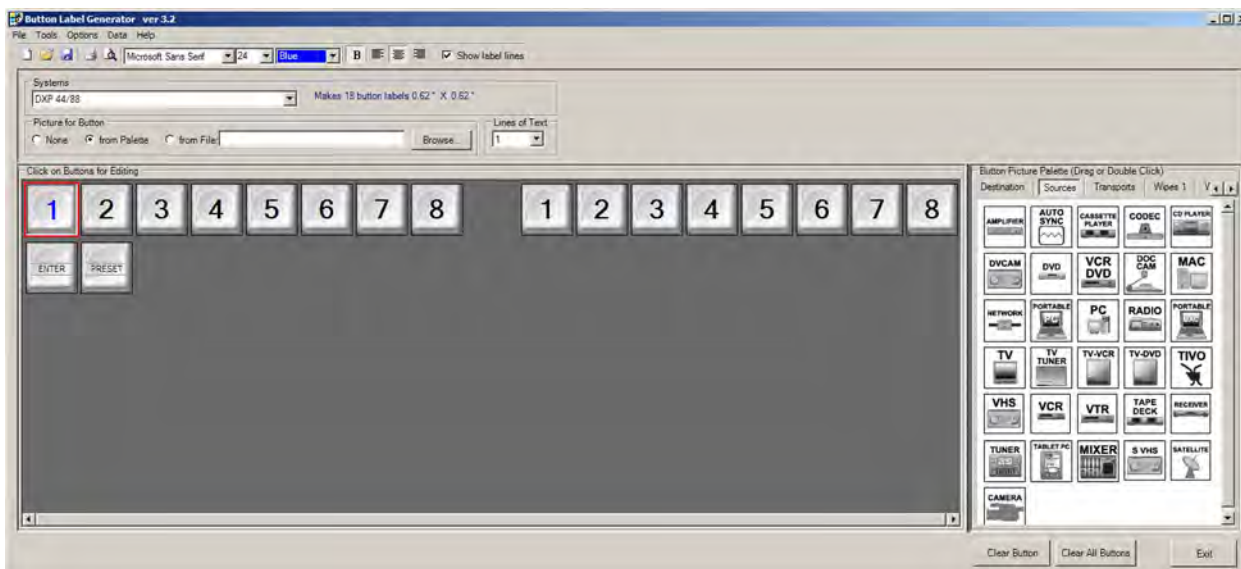 Button Label Generator ver 3.2
File Tools Options Data Help
Microsoft Sans Serif 24 Blue B Show label lines
Systems
DXP 44/88 Makes 18 button labels 0.62" X 0.62"
Picture for Button Lines of Text
None from Palette from File: Browse... 1
Click on Buttons for Editing Button Picture Palette (Drag or Double Click)
Destination Sources Transports Wipes 1 V
1 2 3 4 5 6 7 8 1 2 3 4 5 6 7 8
ENTER PRESET
AMPLIFIER AUTO SYNC CASSETTE PLAYER CODEC CD PLAYER
DVCAM DVD VCR DVD DOC CAM MAC
NETWORK PORTABLE PC RADIO PORTABLE
TV TV TUNER TV-VCR TV-DVD TIVO
VHS VCR VTR TAPE DECK RECEIVER
TUNER TABLET PC MIXER S VHS SATELLITE
CAMERA
Clear Button Clear All Buttons Exit